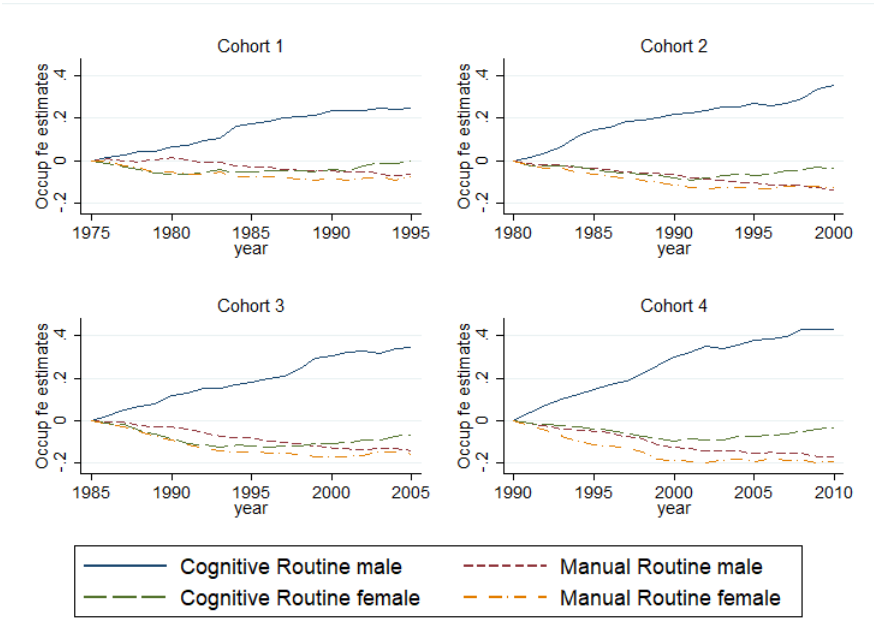 Cohort 1
Occup fe estimates
.4
.2
0
-.2
1975 1980 1985 1990 1995
year
Cohort 2
Occup fe estimates
.4
.2
0
-.2
1980 1985 1990 1995 2000
year
Cohort 3
Occup fe estimates
.4
.2
0
-.2
1985 1990 1995 2000 2005
year
Cohort 4
Occup fe estimates
.4
.2
0
-.2
1990 1995 2000 2005 2010
year
Cognitive Routine male Manual Routine male
Cognitive Routine female Manual Routine female